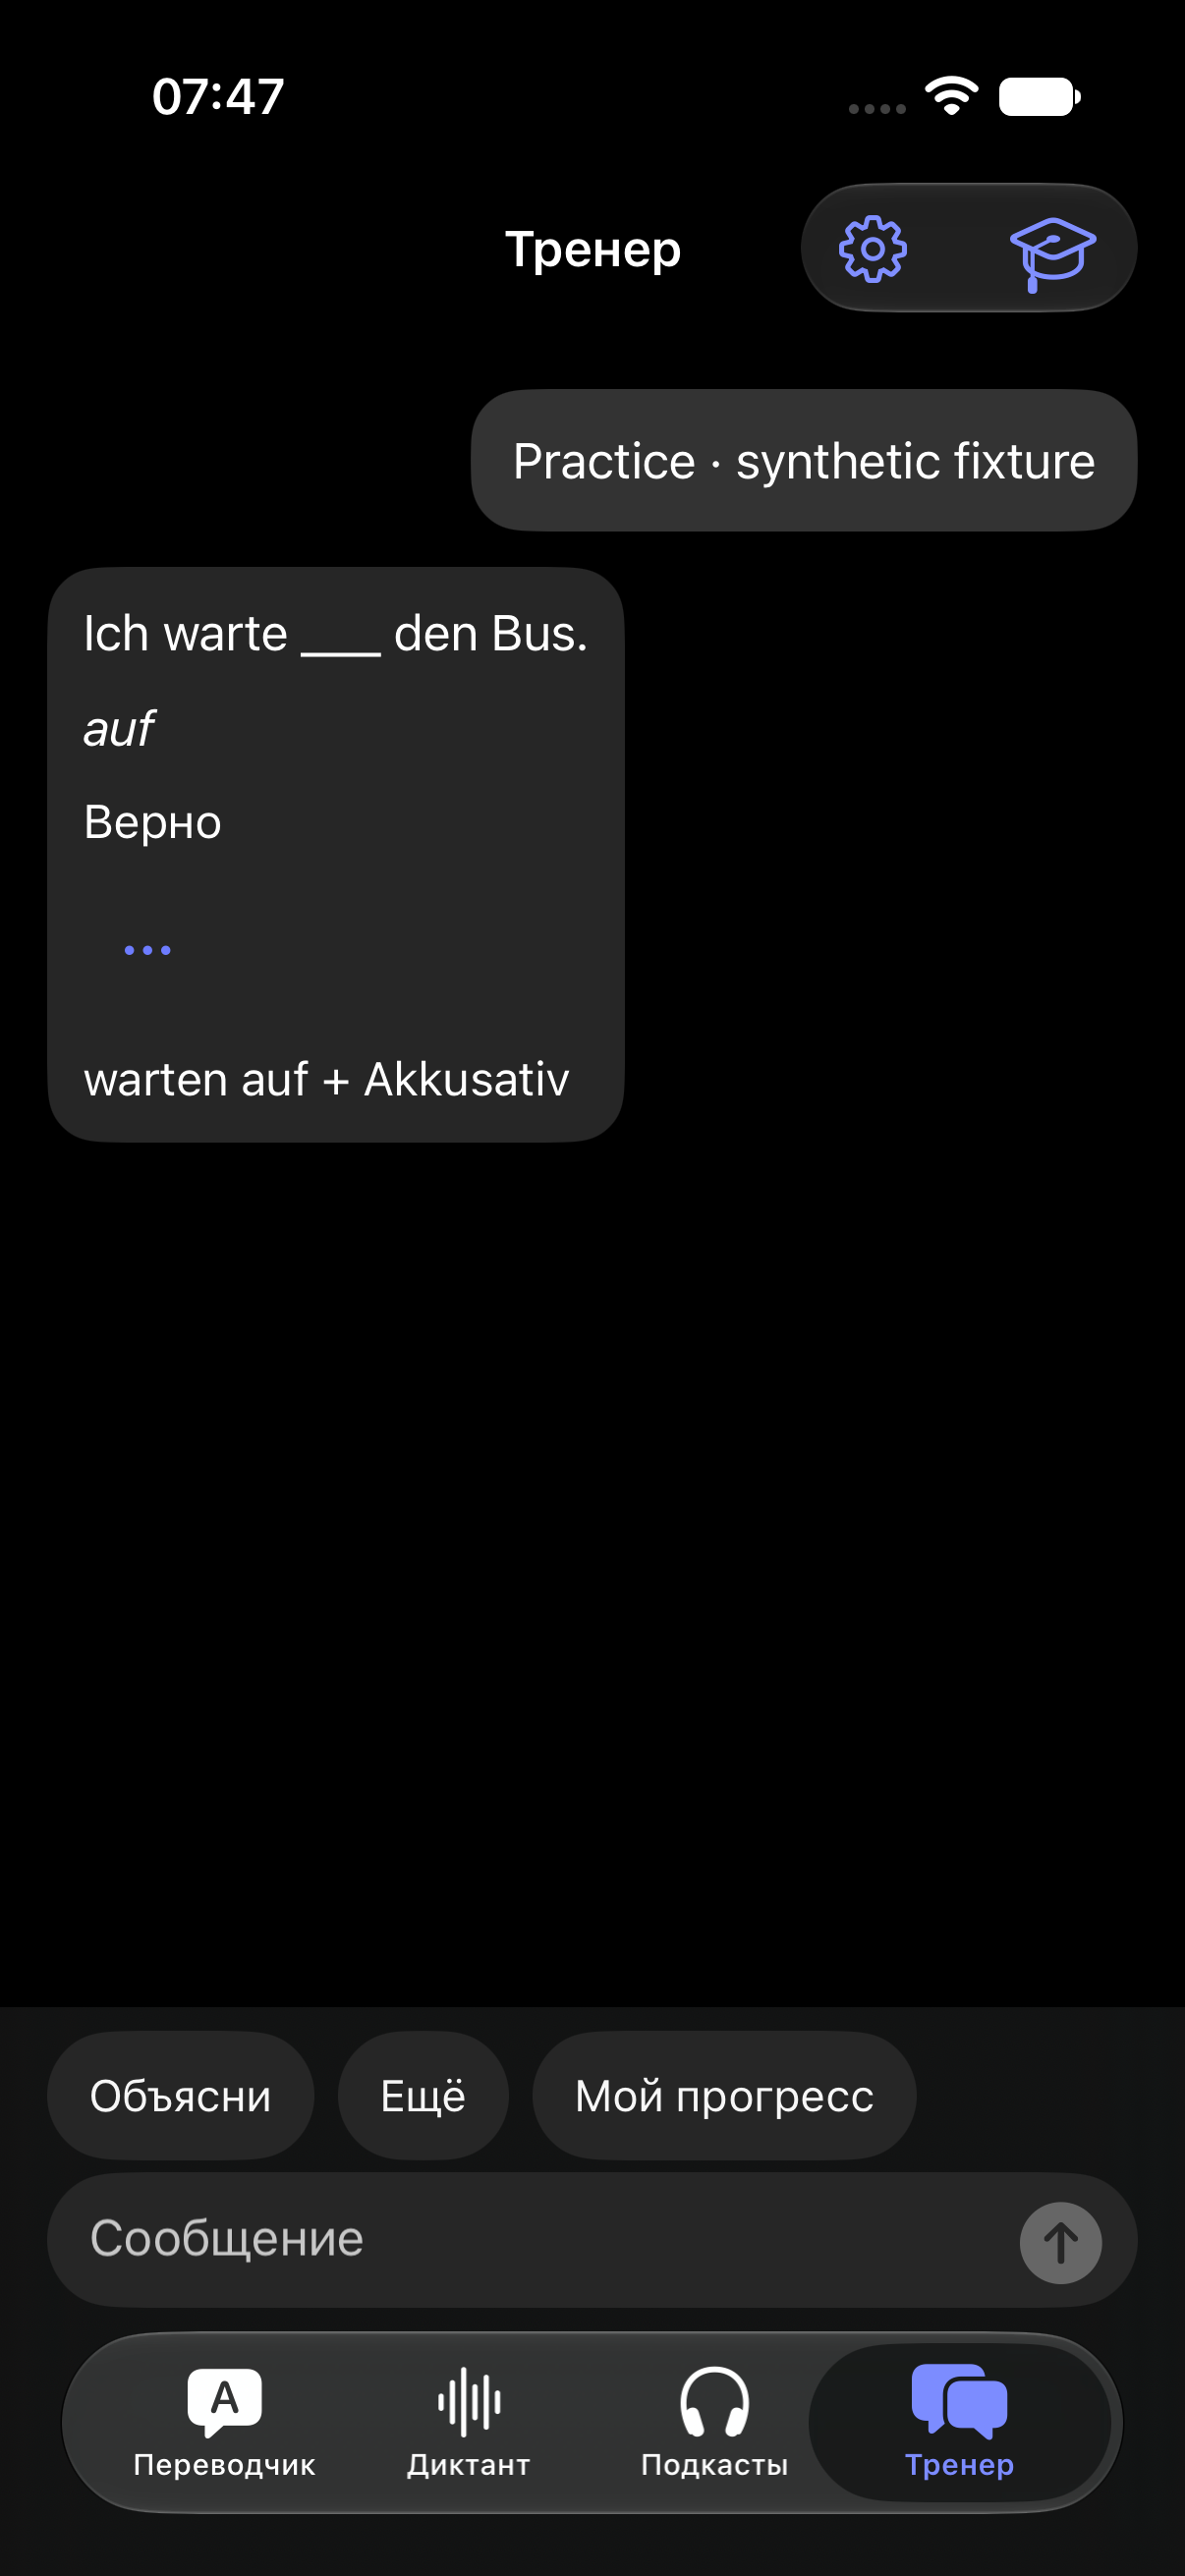 07:47
Тренер
Practice · synthetic fixture
Ich warte ____ den Bus.
auf
Верно
...
warten auf + Akkusativ
Объясни
Ещё
Мой прогресс
Сообщение
Переводчик
Диктант
Подкасты
Тренер